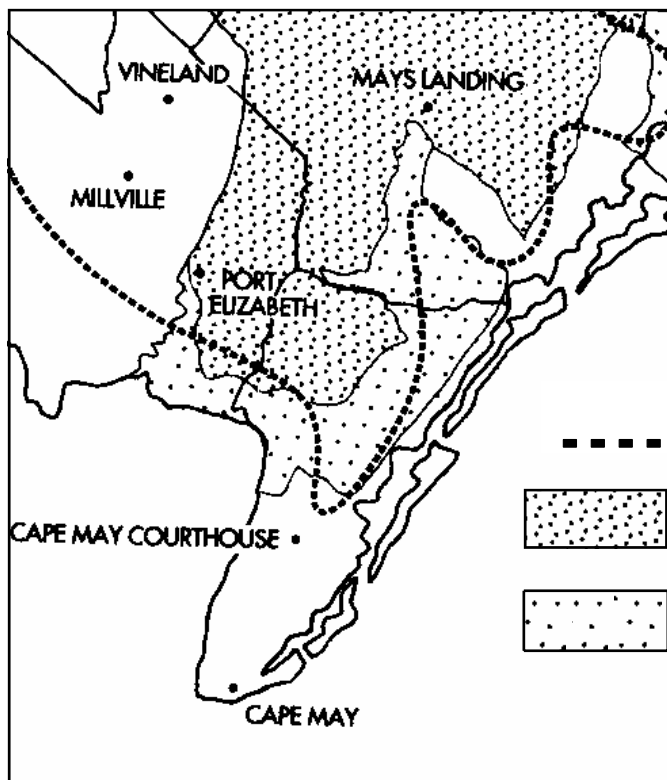 VINELAND
MAYS LANDING
MILLVILLE
PORT
ELIZABETH
CAPE MAY COURTHOUSE
CAPE MAY